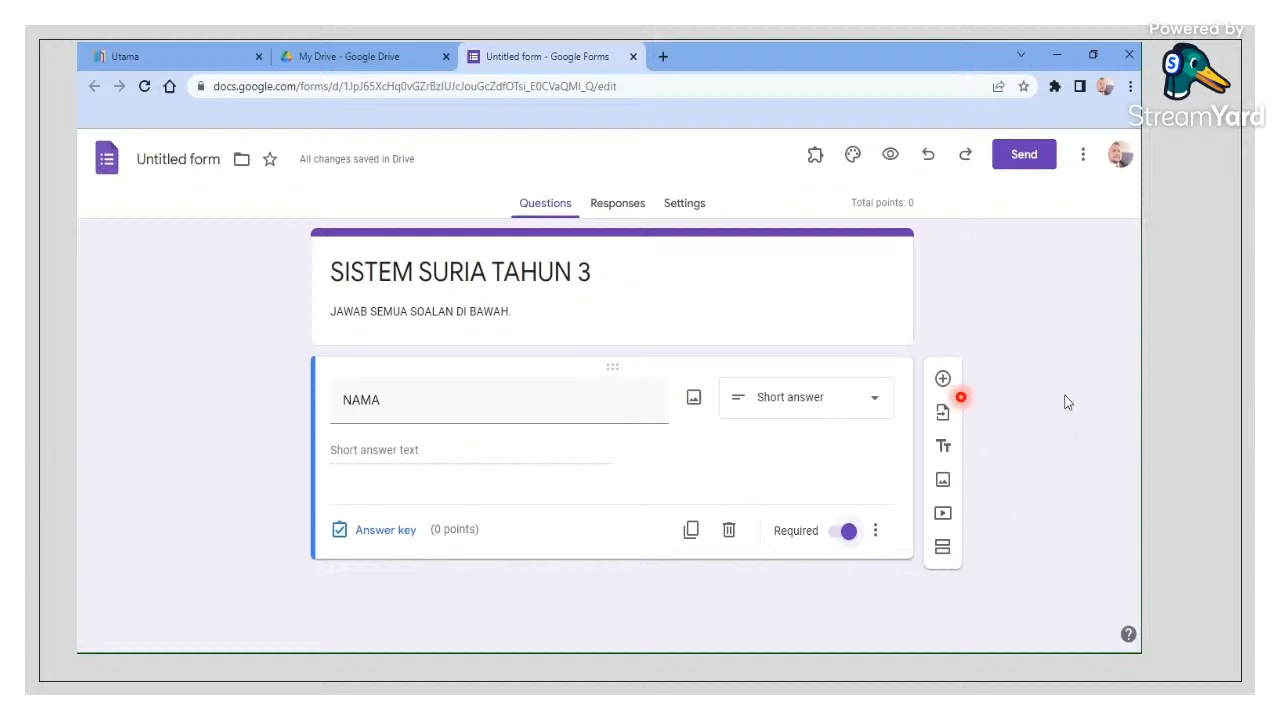 Powered by
StreamYard
Utama
My Drive - Google Drive
Untitled form - Google Forms
docs.google.com/forms/d/1JpJ65XcHq0vGZrBzIUJcJouGcZdfOTsi_E0CVaQMI_Q/edit
Untitled form
All changes saved in Drive
Send
Questions
Responses
Settings
Total points: 0
SISTEM SURIA TAHUN 3
JAWAB SEMUA SOALAN DI BAWAH.
NAMA
Short answer
Short answer text
Answer key
(0 points)
Required